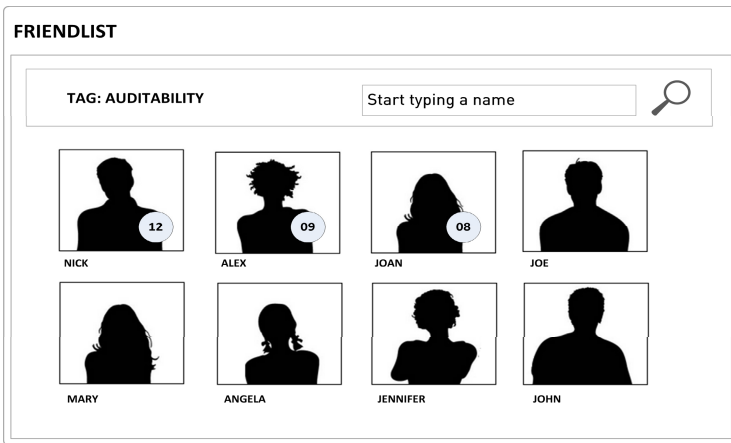 FRIENDLIST
TAG: AUDITABILITY
Start typing a name
12
09
08
NICK
ALEX
JOAN
JOE
MARY
ANGELA
JENNIFER
JOHN